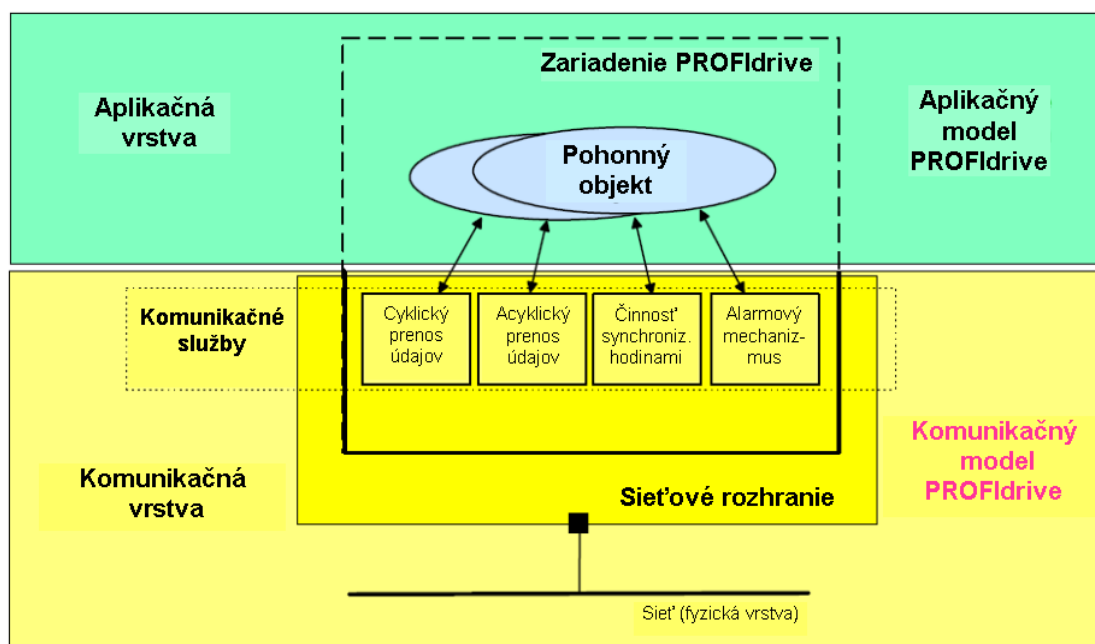 Zariadenie PROFIdrive
Aplikačná
vrstva
Aplikačný
model
PROFIdrive
Pohonný
objekt
Komunikačné
služby
Cyklický
prenos
údajov
Acyklický
prenos
údajov
Činnosť
synchroniz.
hodinami
Alarmový
mechaniz-
mus
Komunikačná
vrstva
Komunikačný
model
PROFIdrive
Sieťové rozhranie
Sieť (fyzická vrstva)